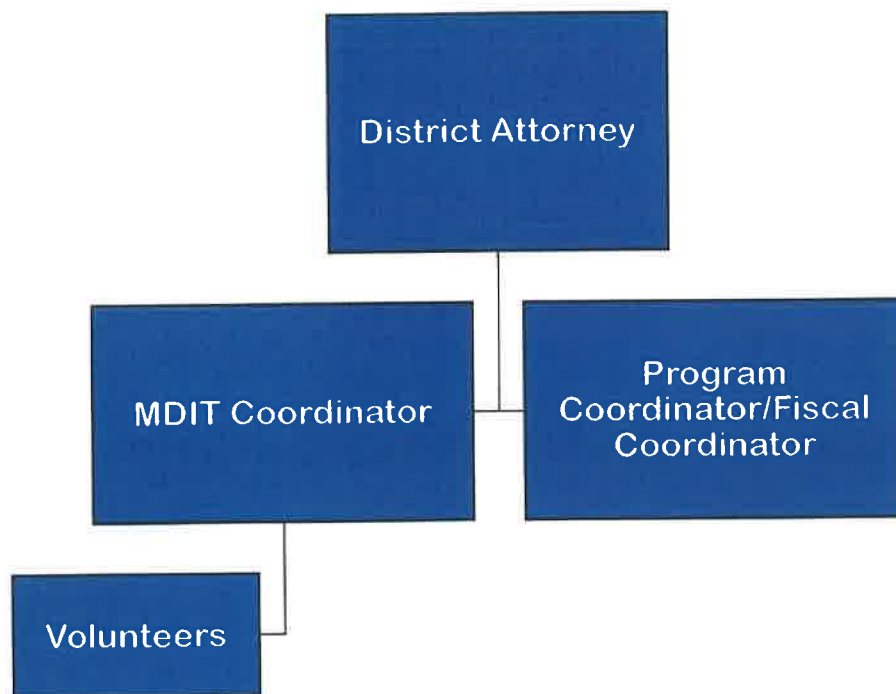 District Attorney
MDIT Coordinator
Program
Coordinator/Fiscal
Coordinator
Volunteers